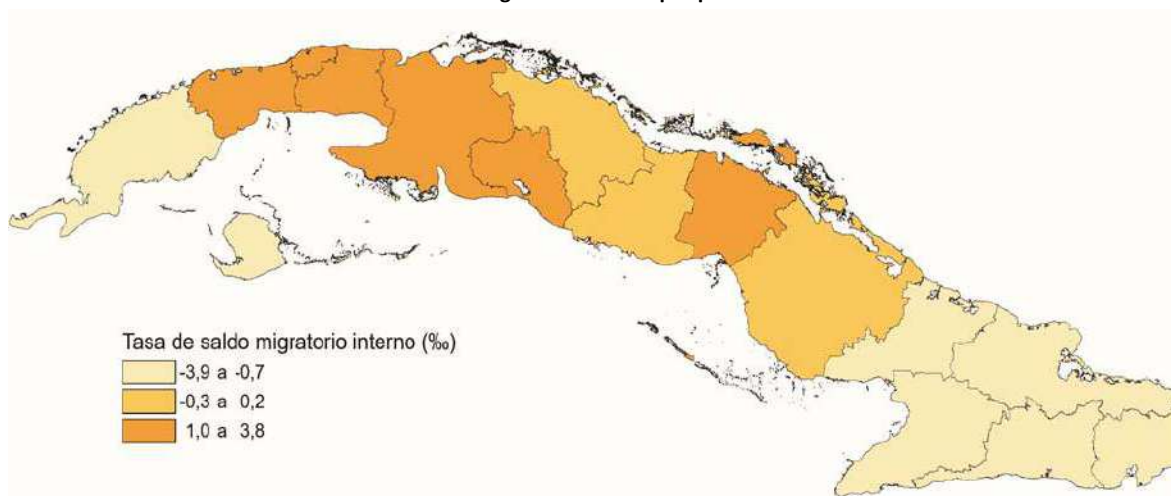 Tasa de saldo migratorio interno (‰)
-3,9 a -0,7
-0,3 a 0,2
1,0 a 3,8